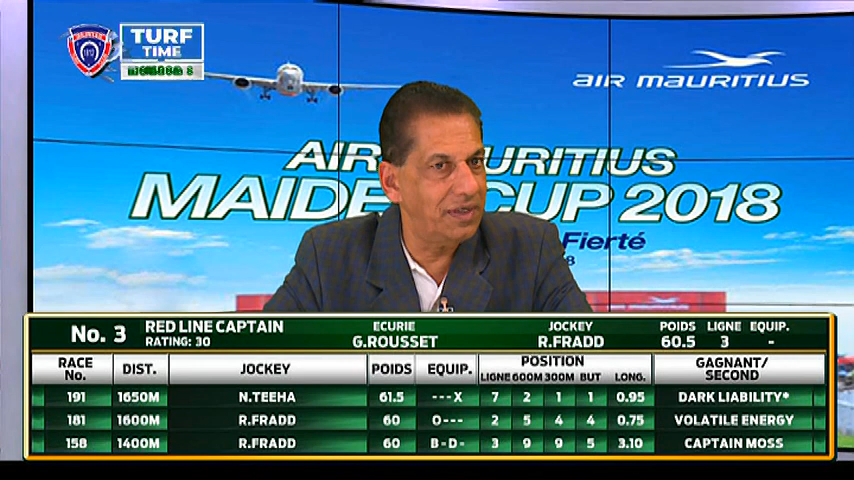 TURF
TIME
1812
AIR MAURITIUS
AIR MAURITIUS
MAIDE CUP 2018
Fierté
8
No. 3 RED LINE CAPTAIN ECURIE JOCKEY POIDS LIGNE EQUIP.
RATING: 30 G.ROUSSET R.FRADD 60.5 3 -
RACE No. DIST. JOCKEY POIDS EQUIP. POSITION GAGNANT/
LIGNE 600M 300M BUT LONG. SECOND
191 1650M N.TEEHA 61.5 ---X 7 2 1 1 0.95 DARK LIABILITY*
181 1600M R.FRADD 60 O--- 2 5 4 4 0.75 VOLATILE ENERGY
158 1400M R.FRADD 60 B-D- 3 9 9 5 3.10 CAPTAIN MOSS